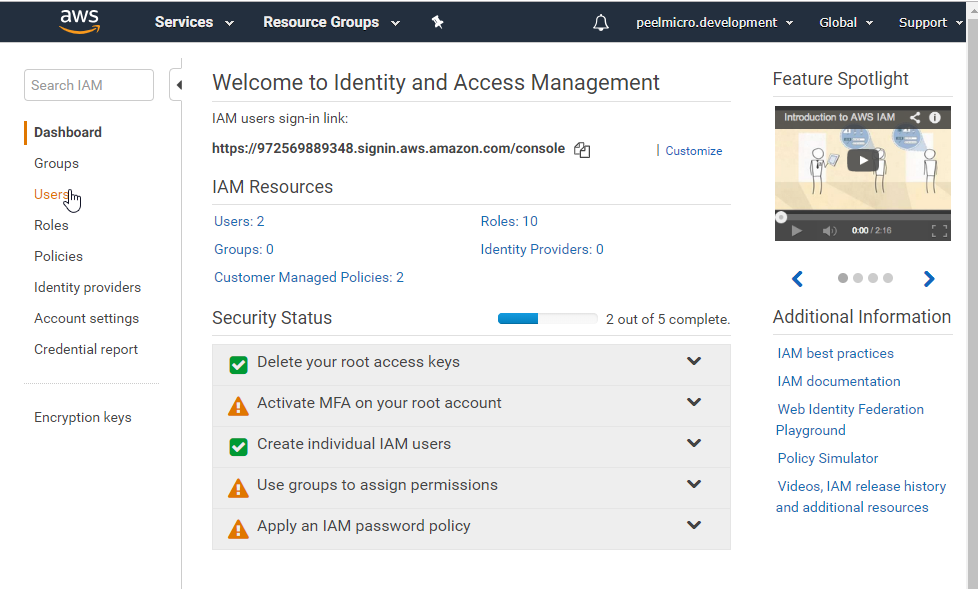 aws
Services
Resource Groups
peelmicro.development
Global
Support
Search IAM
Dashboard
Groups
Users
Roles
Policies
Identity providers
Account settings
Credential report
Encryption keys
Welcome to Identity and Access Management
IAM users sign-in link:
https://972569889348.signin.aws.amazon.com/console
Customize
IAM Resources
Users: 2
Roles: 10
Groups: 0
Identity Providers: 0
Customer Managed Policies: 2
Security Status
2 out of 5 complete.
Delete your root access keys
Activate MFA on your root account
Create individual IAM users
Use groups to assign permissions
Apply an IAM password policy
Feature Spotlight
Introduction to AWS IAM
0:00 / 2:16
Additional Information
IAM best practices
IAM documentation
Web Identity Federation
Playground
Policy Simulator
Videos, IAM release history
and additional resources